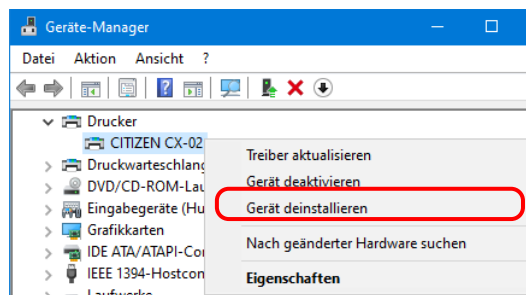 Geräte-Manager
Datei Aktion Ansicht ?
Drucker
CITIZEN CX-02
Druckwarteschlang
DVD/CD-ROM-Lau
Eingabegeräte (Hu
Grafikkarten
IDE ATA/ATAPI-Co
IEEE 1394-Hostcon
Laufwerke
Treiber aktualisieren
Gerät deaktivieren
Gerät deinstallieren
Nach geänderter Hardware suchen
Eigenschaften